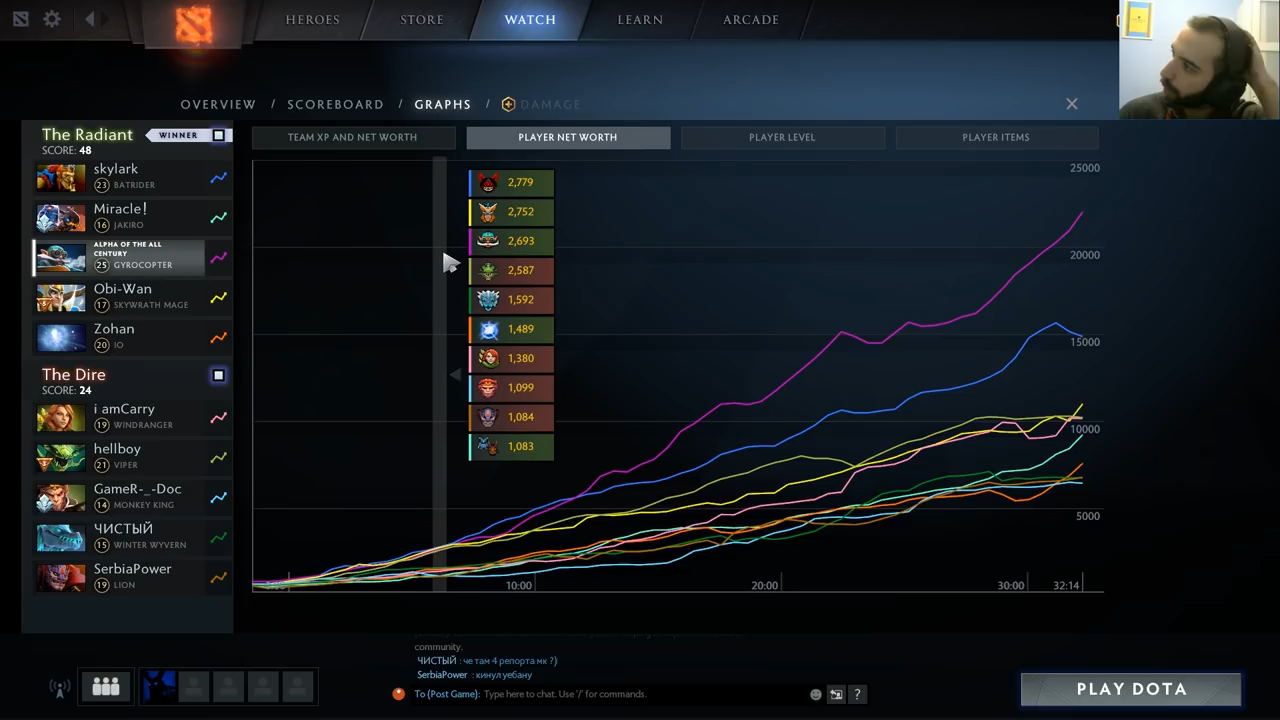 HEROES
STORE
WATCH
LEARN
ARCADE
OVERVIEW / SCOREBOARD / GRAPHS / DAMAGE
The Radiant
WINNER
SCORE: 48
skylark
23 BATRIDER
Miracle!
16 JAKIRO
ALPHA OF THE ALL
CENTURY
25 GYROCOPTER
Obi-Wan
17 SKYWRATH MAGE
Zohan
20 IO
The Dire
SCORE: 24
i amCarry
19 WINDRANGER
hellboy
21 VIPER
GameR-_-Doc
14 MONKEY KING
ЧИСТЫЙ
15 WINTER WYVERN
SerbiaPower
19 LION
TEAM XP AND NET WORTH
PLAYER NET WORTH
PLAYER LEVEL
PLAYER ITEMS
2,779
2,752
2,693
2,587
1,592
1,489
1,380
1,099
1,084
1,083
25000
20000
15000
10000
5000
10:00
20:00
30:00
32:14
community.
ЧИСТЫЙ : че там 4 репорта мк ?)
SerbiaPower : кинул уебану
To (Post Game): Type here to chat. Use '/' for commands.
?
PLAY DOTA